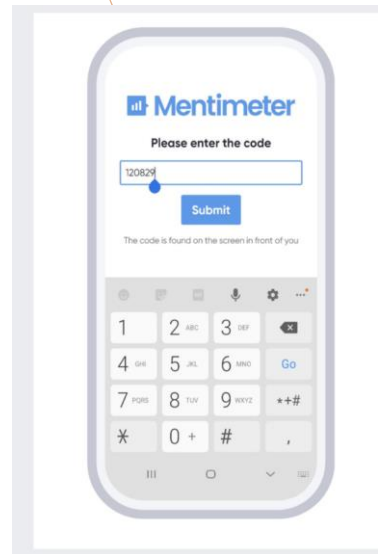 Mentimeter
Please enter the code
120829
Submit
The code is found on the screen in front of you
1 2 ABC 3 DEF
4 GHI 5 JKL 6 MNO Go
7 PQRS 8 TUV 9 WXYZ *+#
* 0 + # ,